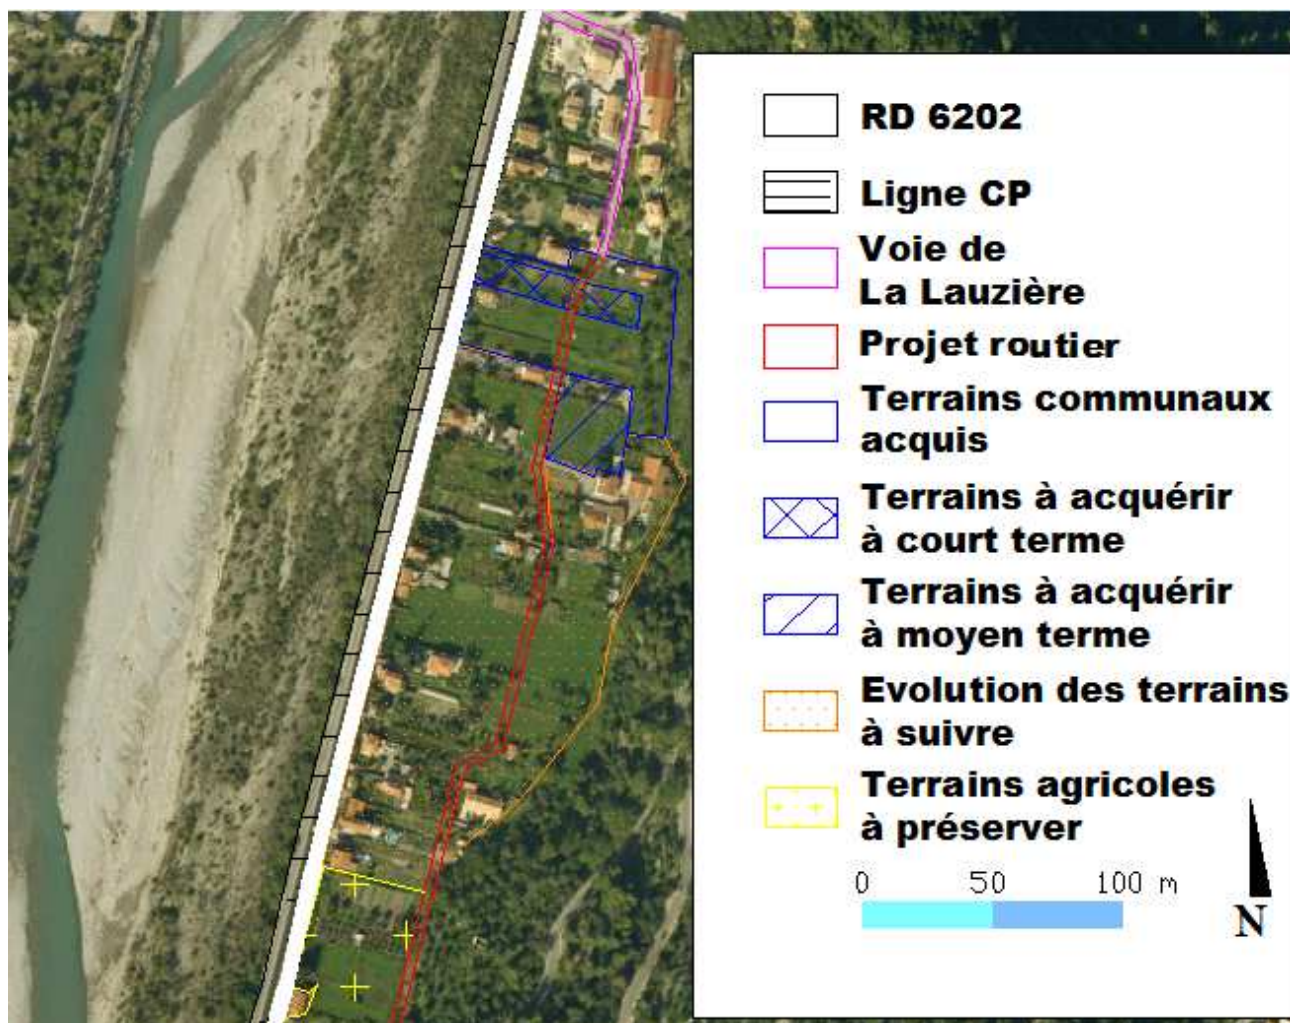 RD 6202
Ligne CP
Voie de
La Lauzière
Projet routier
Terrains communaux
acquis
Terrains à acquérir
à court terme
Terrains à acquérir
à moyen terme
Evolution des terrains
à suivre
Terrains agricoles
à préserver
0 50 100 m
N